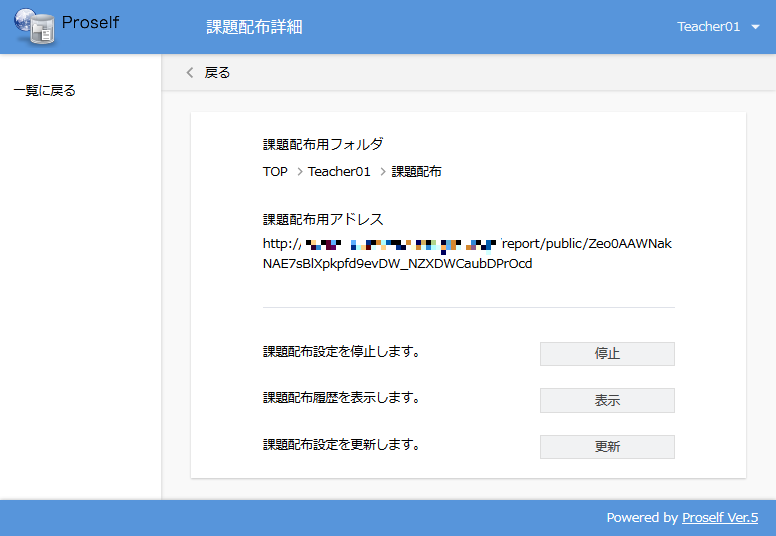 Proself
課題配布詳細
Teacher01
一覧に戻る
戻る
課題配布用フォルダ
TOP > Teacher01 > 課題配布
課題配布用アドレス
http:// report/public/Zeo0AAWNak
NAE7sBlXpkpfd9evDW_NZXDWCaubDPrOcd
課題配布設定を停止します。 停止
課題配布履歴を表示します。 表示
課題配布設定を更新します。 更新
Powered by Proself Ver.5